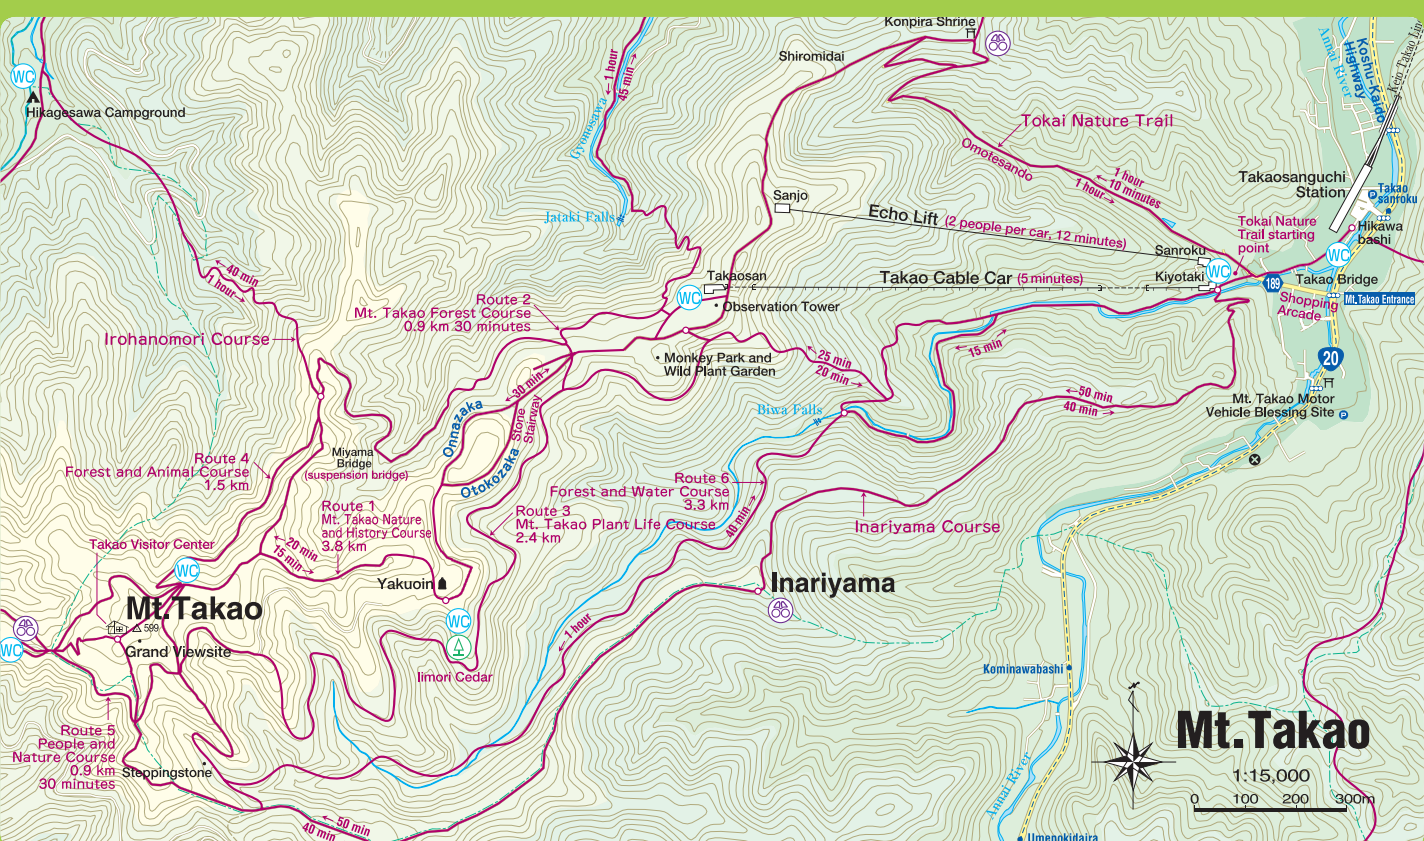 Konpira Shrine
Shiromidai
WC
Hikagesawa Campground
1 hour
45 min
Gyonosawa
Annai River
Koshu-Kaido
Highway
Keio Takao Line
Tokai Nature Trail
Omotesando
1 hour
10 minutes
1 hour
Takaosanguchi
Station
P
Takao
sanroku
Sanjo
Jataki Falls
Echo Lift (2 people per car, 12 minutes)
Tokai Nature
Trail starting
point
Hikawa
bashi
WC
Sanroku
Kiyotaki
WC
40 min
1 hour
Takaosan
Takao Cable Car (5 minutes)
189
Takao Bridge
Mt.Takao Entrance
Shopping
Arcade
WC
Observation Tower
Route 2
Mt. Takao Forest Course
0.9 km 30 minutes
Irohanomori Course
Monkey Park and
Wild Plant Garden
25 min
20 min
15 min
20
30 min
50 min
40 min
Mt. Takao Motor
Vehicle Blessing Site
P
Biwa Falls
Onnazaka
Stone
Stairway
Otokozaka
Miyama
Bridge
(suspension bridge)
Route 4
Forest and Animal Course
1.5 km
Route 6
Forest and Water Course
3.3 km
Route 1
Mt. Takao Nature
and History Course
3.8 km
Route 3
Mt. Takao Plant Life Course
2.4 km
40 min
Inariyama Course
Takao Visitor Center
20 min
15 min
WC
Yakuoin
Inariyama
Mt.Takao
599
Grand Viewsite
WC
WC
1 hour
Iimori Cedar
Kominawabashi
Route 5
People and
Nature Course
0.9 km
30 minutes
Steppingstone
Mt.Takao
1:15,000
0 100 200 300m
Annai River
50 min
40 min
Umenokidaira